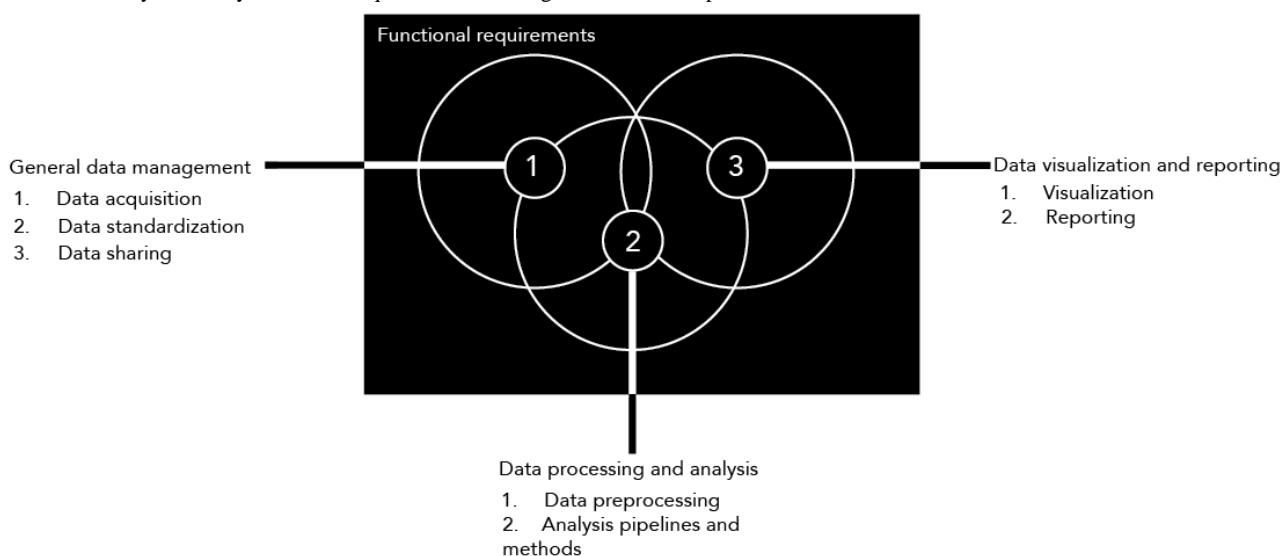 Functional requirements
1
3
2
General data management
1. Data acquisition
2. Data standardization
3. Data sharing
Data visualization and reporting
1. Visualization
2. Reporting
Data processing and analysis
1. Data preprocessing
2. Analysis pipelines and
methods